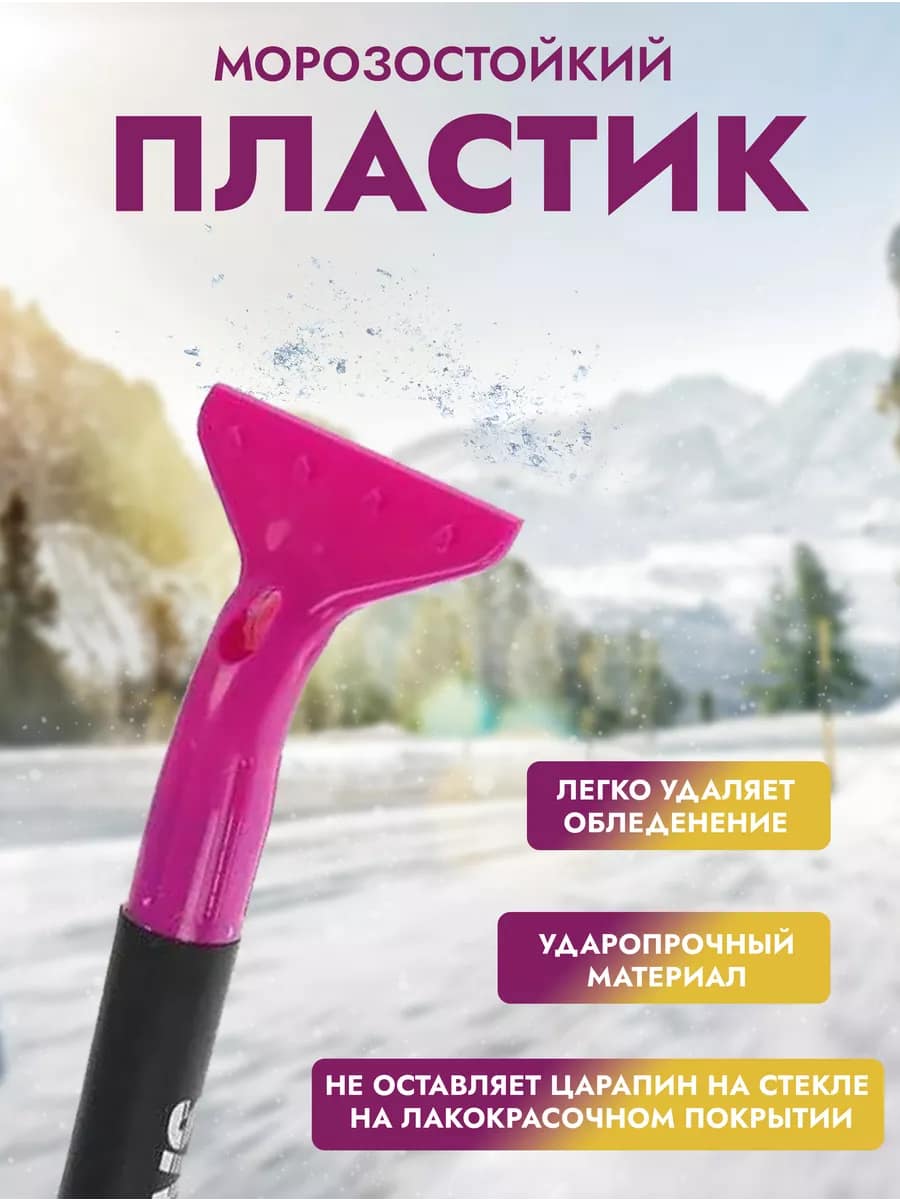 МОРОЗОСТОЙКИЙ
ПЛАСТИК
ЛЕГКО УДАЛЯЕТ
ОБЛЕДЕНЕНИЕ
УДАРОПРОЧНЫЙ
МАТЕРИАЛ
НЕ ОСТАВЛЯЕТ ЦАРАПИН НА СТЕКЛЕ
НА ЛАКОКРАСОЧНОМ ПОКРЫТИИ